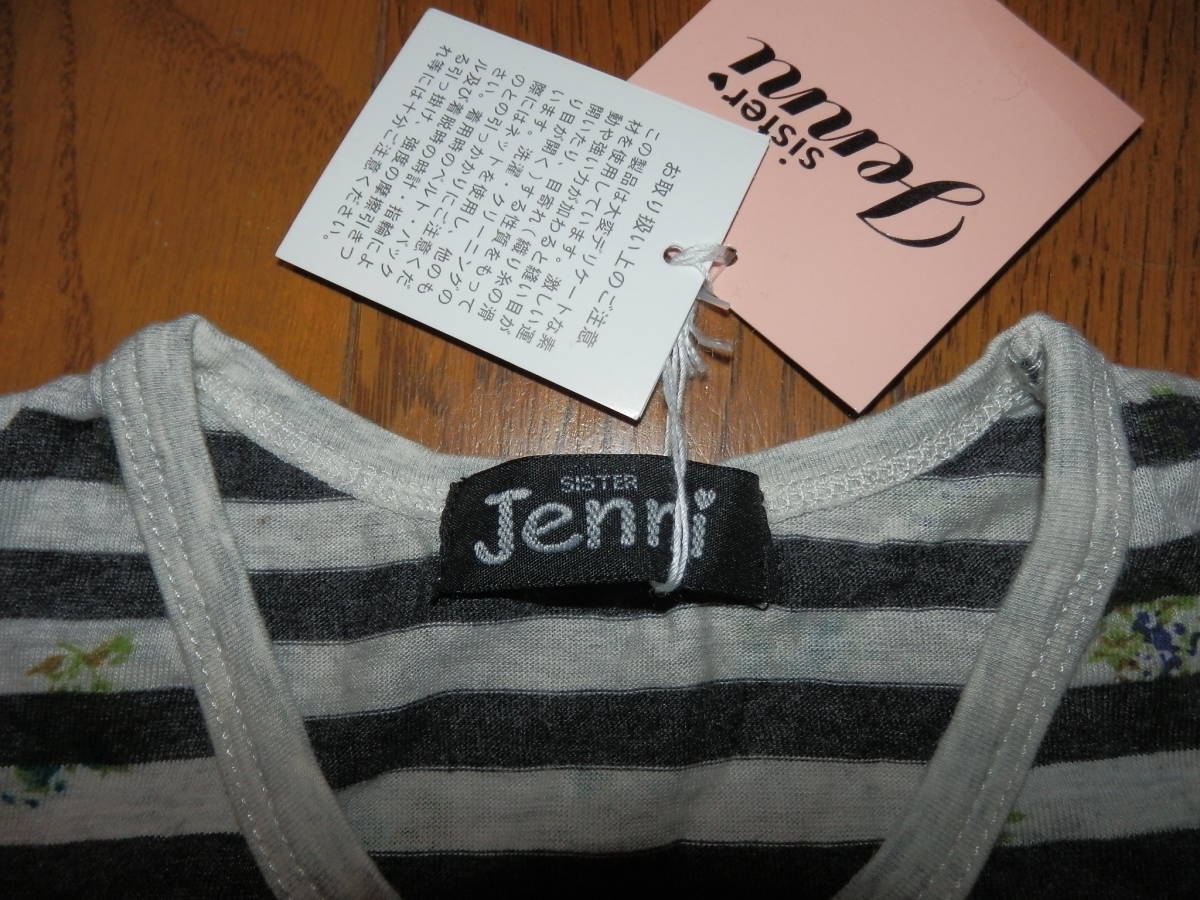 sister
Jenni
お取り扱い上のご注意
この製品は大変デリケートな素
材を使用しています。激しい運
動や強い力が加わると縫い目が
開いたり、目寄れ(織り糸の滑
り目が開く)する性質をもって
います。洗濯・クリーニングの
際にはネットを使用し、他のも
のとの引っかかりにご注意くだ
さい。着用時のベルト・バック
ル及び着脱時の時計・指輪によ
る引っ掛け、強度の摩擦引きつ
れ等には十分ご注意ください。
SISTER
Jenni